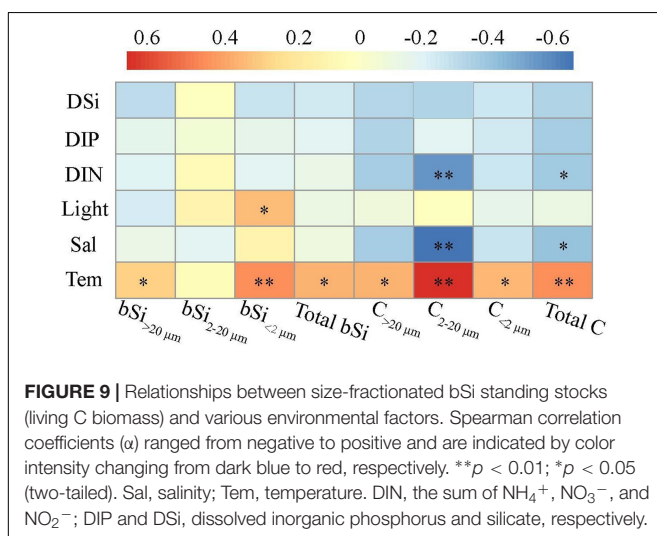 0.6 0.4 0.2 0 -0.2 -0.4 -0.6
DSi
DIP
DIN ** *
Light *
Sal ** *
Tem * ** * * ** * **
bSi>20 μm bSi2-20 μm bSi<2 μm Total bSi C>20 μm C2-20 μm C<2 μm Total C
FIGURE 9 | Relationships between size-fractionated bSi standing stocks
(living C biomass) and various environmental factors. Spearman correlation
coefficients (α) ranged from negative to positive and are indicated by color
intensity changing from dark blue to red, respectively. **p < 0.01; *p < 0.05
(two-tailed). Sal, salinity; Tem, temperature. DIN, the sum of NH₄⁺, NO₃⁻, and
NO₂⁻; DIP and DSi, dissolved inorganic phosphorus and silicate, respectively.